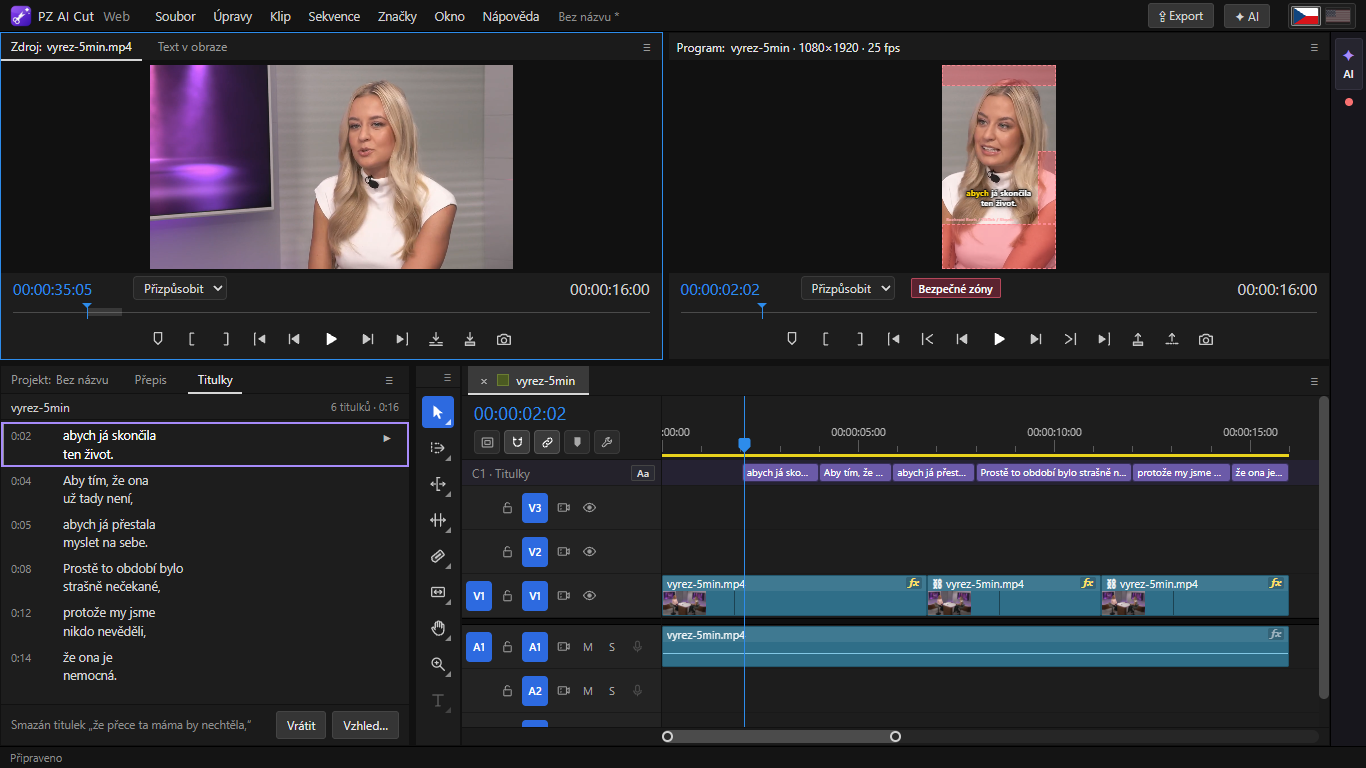 PZ AI Cut Web Soubor Úpravy Klip Sekvence Značky Okno Nápověda Bez názvu * Export AI
Zdroj: vyrez-5min.mp4 Text v obraze
Program: vyrez-5min · 1080×1920 · 25 fps
AI
abych já skončila
ten život.
00:00:35:05 Přizpůsobit 00:00:16:00
00:00:02:02 Přizpůsobit Bezpečné zóny 00:00:16:00
Projekt: Bez názvu Přepis Titulky
vyrez-5min 6 titulků · 0:16
0:02 abych já skončila
ten život.
0:04 Aby tím, že ona
už tady není,
0:05 abych já přestala
myslet na sebe.
0:08 Prostě to období bylo
strašně nečekané,
0:12 protože my jsme
nikdo nevěděli,
0:14 že ona je
nemocná.
Smazán titulek „že přece ta máma by nechtěla,“ Vrátit Vzhled...
× vyrez-5min
00:00:02:02
:00:00 00:00:05:00 00:00:10:00 00:00:15:00
C1 · Titulky Aa
abych já sko... Aby tím, že ... abych já přest... Prostě to období bylo strašně n... protože my jsme ... že ona je...
V3
V2
V1 V1
vyrez-5min.mp4 fx vyrez-5min.mp4 fx vyrez-5min.mp4 fx
A1 A1 M S
vyrez-5min.mp4 fx
A2 M S
T
Připraveno